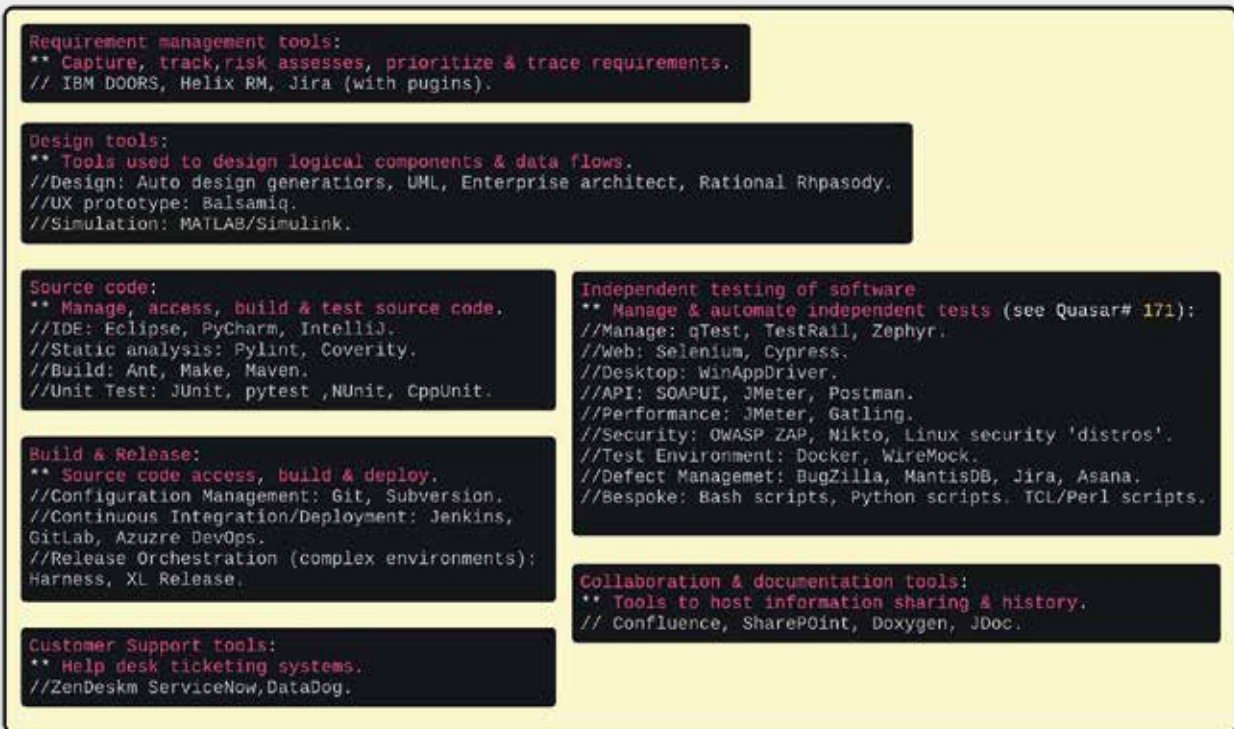 Requirement management tools:
** Capture, track,risk assesses, prioritize & trace requirements.
// IBM DOORS, Helix RM, Jira (with pugins).
Design tools:
** Tools used to design logical components & data flows.
//Design: Auto design generatiors, UML, Enterprise architect, Rational Rhpasody.
//UX prototype: Balsamiq.
//Simulation: MATLAB/Simulink.
Source code:
** Manage, access, build & test source code.
//IDE: Eclipse, PyCharm, IntelliJ.
//Static analysis: Pylint, Coverity.
//Build: Ant, Make, Maven.
//Unit Test: JUnit, pytest ,NUnit, CppUnit.
Build & Release:
** Source code access, build & deploy.
//Configuration Management: Git, Subversion.
//Continuous Integration/Deployment: Jenkins,
GitLab, Azuzre DevOps.
//Release Orchestration (complex environments):
Harness, XL Release.
Customer Support tools:
** Help desk ticketing systems.
//ZenDeskm ServiceNow,DataDog.
Independent testing of software
** Manage & automate independent tests (see Quasar# 171):
//Manage: qTest, TestRail, Zephyr.
//Web: Selenium, Cypress.
//Desktop: WinAppDriver.
//API: SOAPUI, JMeter, Postman.
//Performance: JMeter, Gatling.
//Security: OWASP ZAP, Nikto, Linux security 'distros'.
//Test Environment: Docker, WireMock.
//Defect Managemet: BugZilla, MantisDB, Jira, Asana.
//Bespoke: Bash scripts, Python scripts. TCL/Perl scripts.
Collaboration & documentation tools:
** Tools to host information sharing & history.
// Confluence, SharePOint, Doxygen, JDoc.